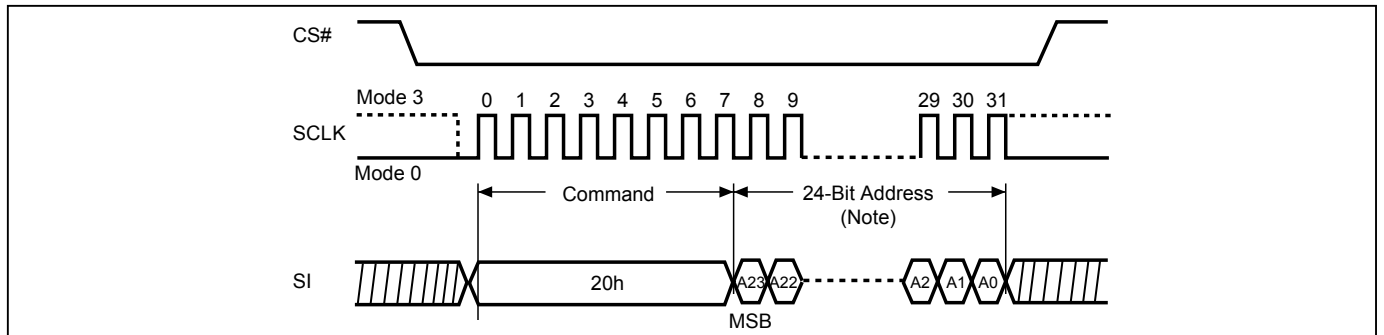 CS#
Mode 3
0 1 2 3 4 5 6 7 8 9 29 30 31
SCLK
Mode 0
Command
24-Bit Address
(Note)
SI
20h
A23 A22 A2 A1 A0
MSB